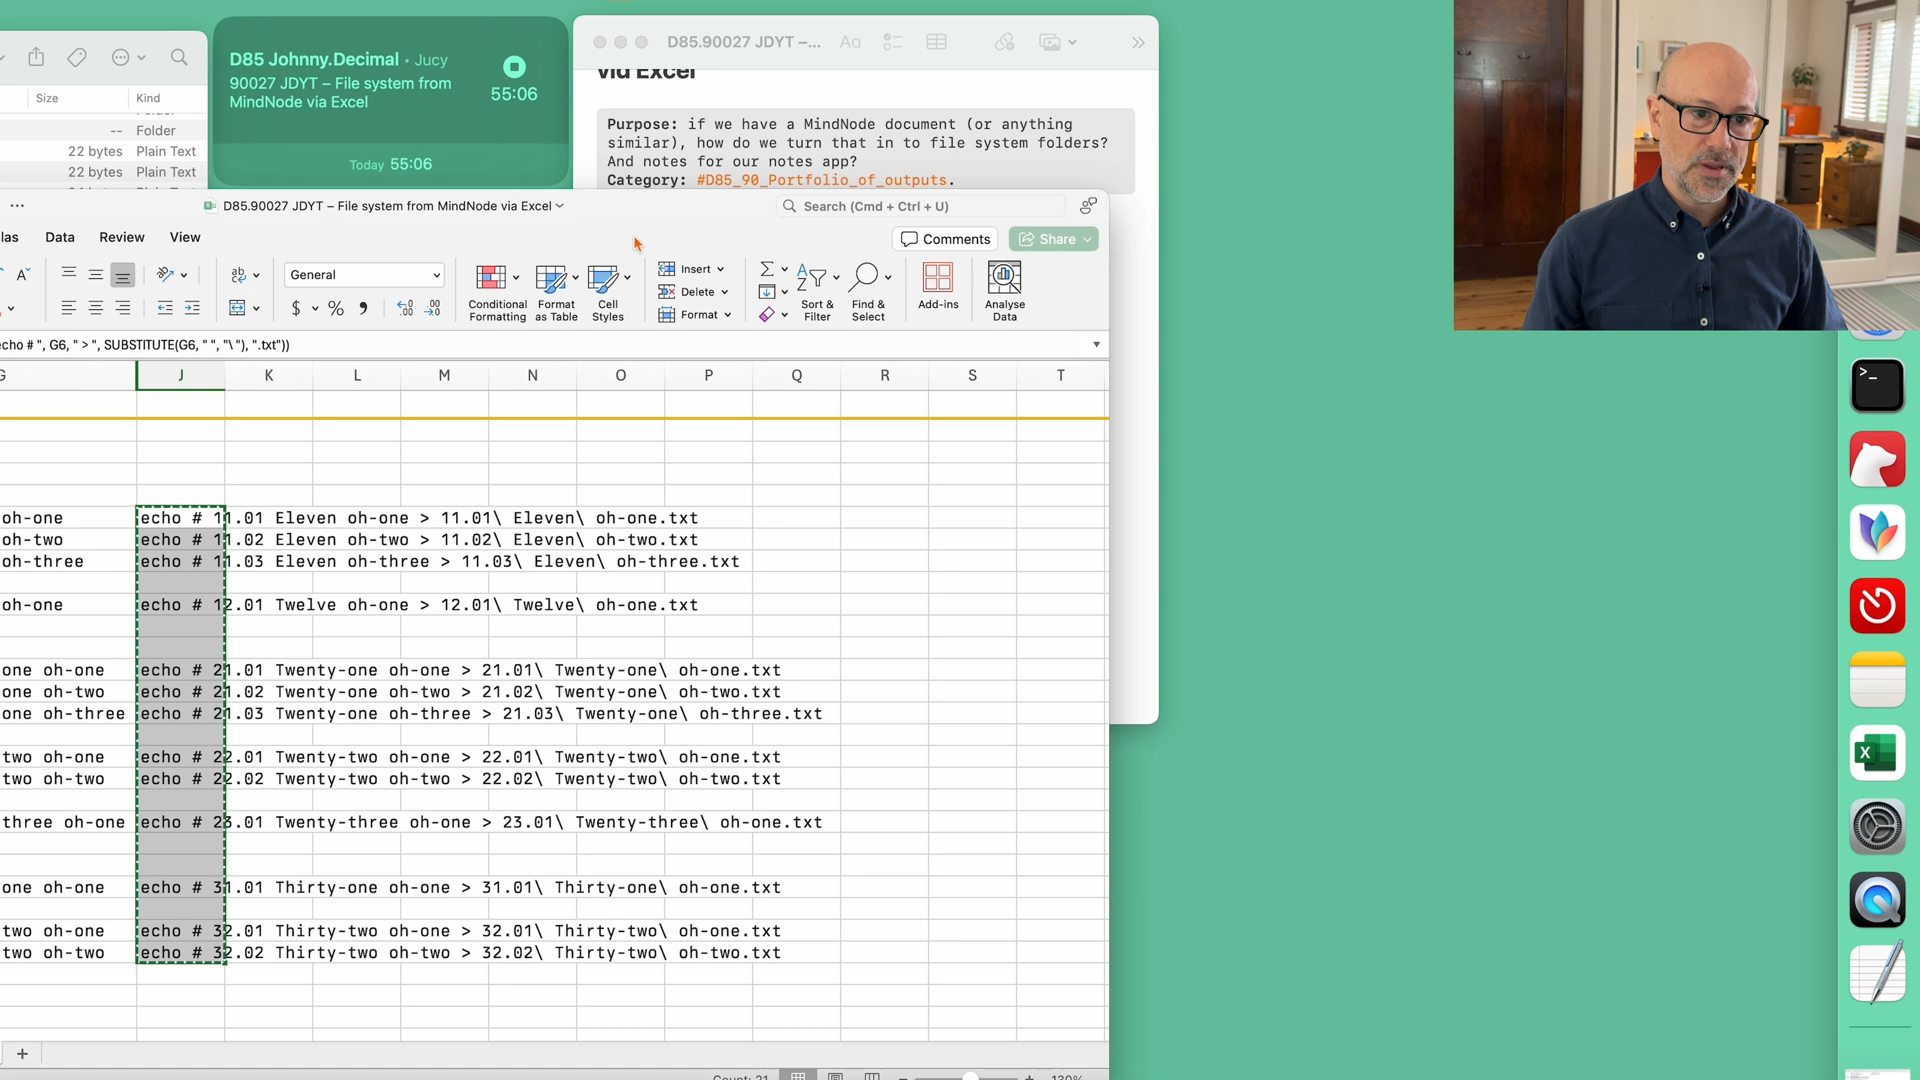 Size
Kind
-- Folder
22 bytes Plain Text
22 bytes Plain Text
D85 Johnny.Decimal • Jucy
90027 JDYT – File system from
MindNode via Excel
55:06
Today 55:06
D85.90027 JDYT –...
Aa
via Excel
Purpose: if we have a MindNode document (or anything
similar), how do we turn that in to file system folders?
And notes for our notes app?
Category: #D85_90_Portfolio_of_outputs.
D85.90027 JDYT – File system from MindNode via Excel
Search (Cmd + Ctrl + U)
las Data Review View
Comments
Share
General
Conditional
Formatting
Format
as Table
Cell
Styles
Insert
Delete
Format
Sort &
Filter
Find &
Select
Add-ins
Analyse
Data
echo # ", G6, " > ", SUBSTITUTE(G6, " ", "\ "), ".txt"))
G J K L M N O P Q R S T
oh-one echo # 11.01 Eleven oh-one > 11.01\ Eleven\ oh-one.txt
oh-two echo # 11.02 Eleven oh-two > 11.02\ Eleven\ oh-two.txt
oh-three echo # 11.03 Eleven oh-three > 11.03\ Eleven\ oh-three.txt
oh-one echo # 12.01 Twelve oh-one > 12.01\ Twelve\ oh-one.txt
one oh-one echo # 21.01 Twenty-one oh-one > 21.01\ Twenty-one\ oh-one.txt
one oh-two echo # 21.02 Twenty-one oh-two > 21.02\ Twenty-one\ oh-two.txt
one oh-three echo # 21.03 Twenty-one oh-three > 21.03\ Twenty-one\ oh-three.txt
two oh-one echo # 22.01 Twenty-two oh-one > 22.01\ Twenty-two\ oh-one.txt
two oh-two echo # 22.02 Twenty-two oh-two > 22.02\ Twenty-two\ oh-two.txt
three oh-one echo # 23.01 Twenty-three oh-one > 23.01\ Twenty-three\ oh-one.txt
one oh-one echo # 31.01 Thirty-one oh-one > 31.01\ Thirty-one\ oh-one.txt
two oh-one echo # 32.01 Thirty-two oh-one > 32.01\ Thirty-two\ oh-one.txt
two oh-two echo # 32.02 Thirty-two oh-two > 32.02\ Thirty-two\ oh-two.txt
Count: 21
130%